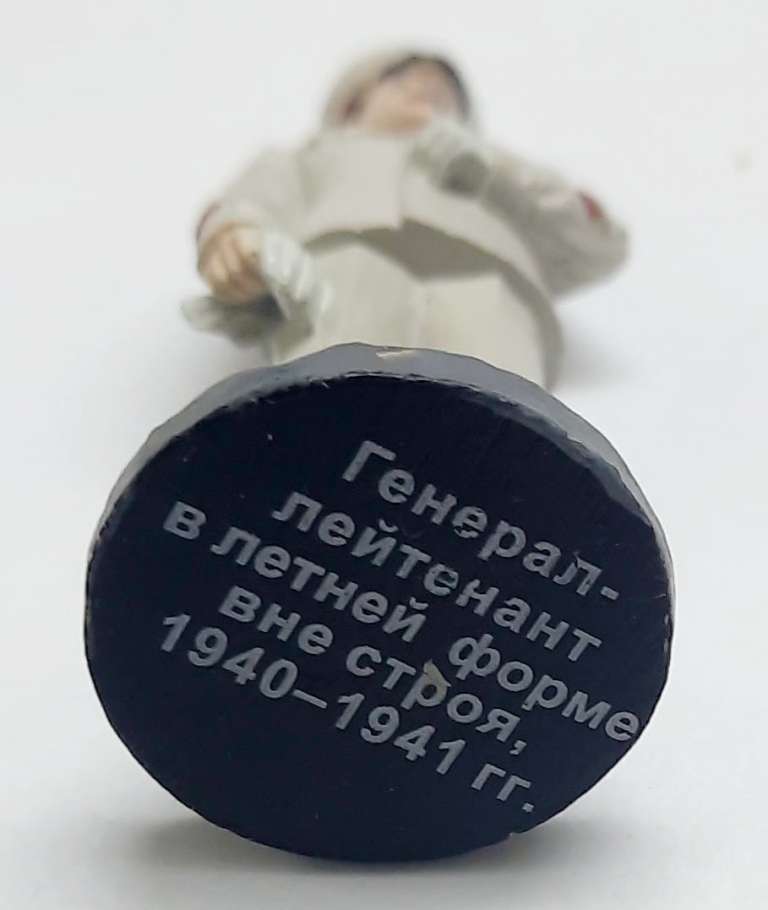 Генерал-
лейтенант
в летней форме
вне строя,
1940–1941 гг.